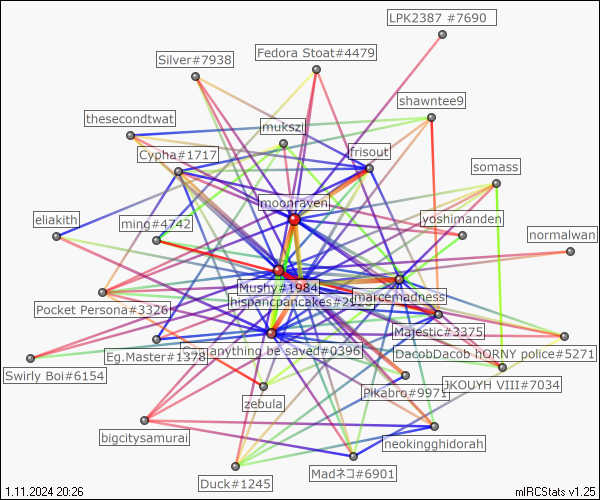 LPK2387 #7690
Fedora Stoat#4479
Silver#7938
shawntee9
thesecondtwat
mukszi
Cypha#1717
frisout
somass
moonraven
eliakith
ming#4742
yoshimanden
normalwan
Mushy#1984
marcemadness
hispancpancakes#29
Pocket Persona#3326
Majestic#3375
anything be saved#0396
Eg.Master#1378
DacobDacob hORNY police#5271
Swirly Boi#6154
JKOUYH VIII#7034
Pikabro#9971
zebula
bigcitysamurai
neokingghidorah
Duck#1245
Madネコ#6901
1.11.2024 20:26
mIRCStats v1.25